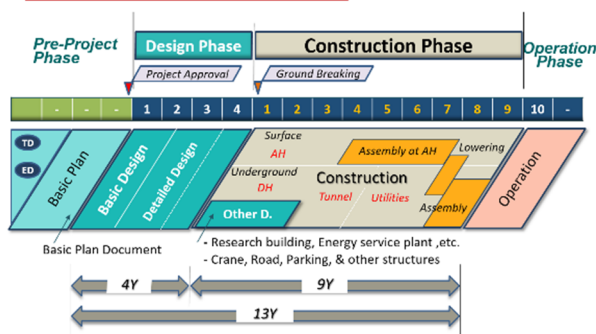 Pre-Project
Phase
Design Phase
Construction Phase
Operation
Phase
Project Approval
Ground Breaking
- - - 1 2 3 4 1 2 3 4 5 6 7 8 9 10 -
TD
ED
Basic Plan
Basic Design
Detailed Design
Surface
AH
Assembly at AH
Lowering
Underground
DH
Construction
Tunnel
Utilities
Other D.
Assembly
Operation
Basic Plan Document
- Research building, Energy service plant ,etc.
- Crane, Road, Parking, & other structures
4Y
9Y
13Y